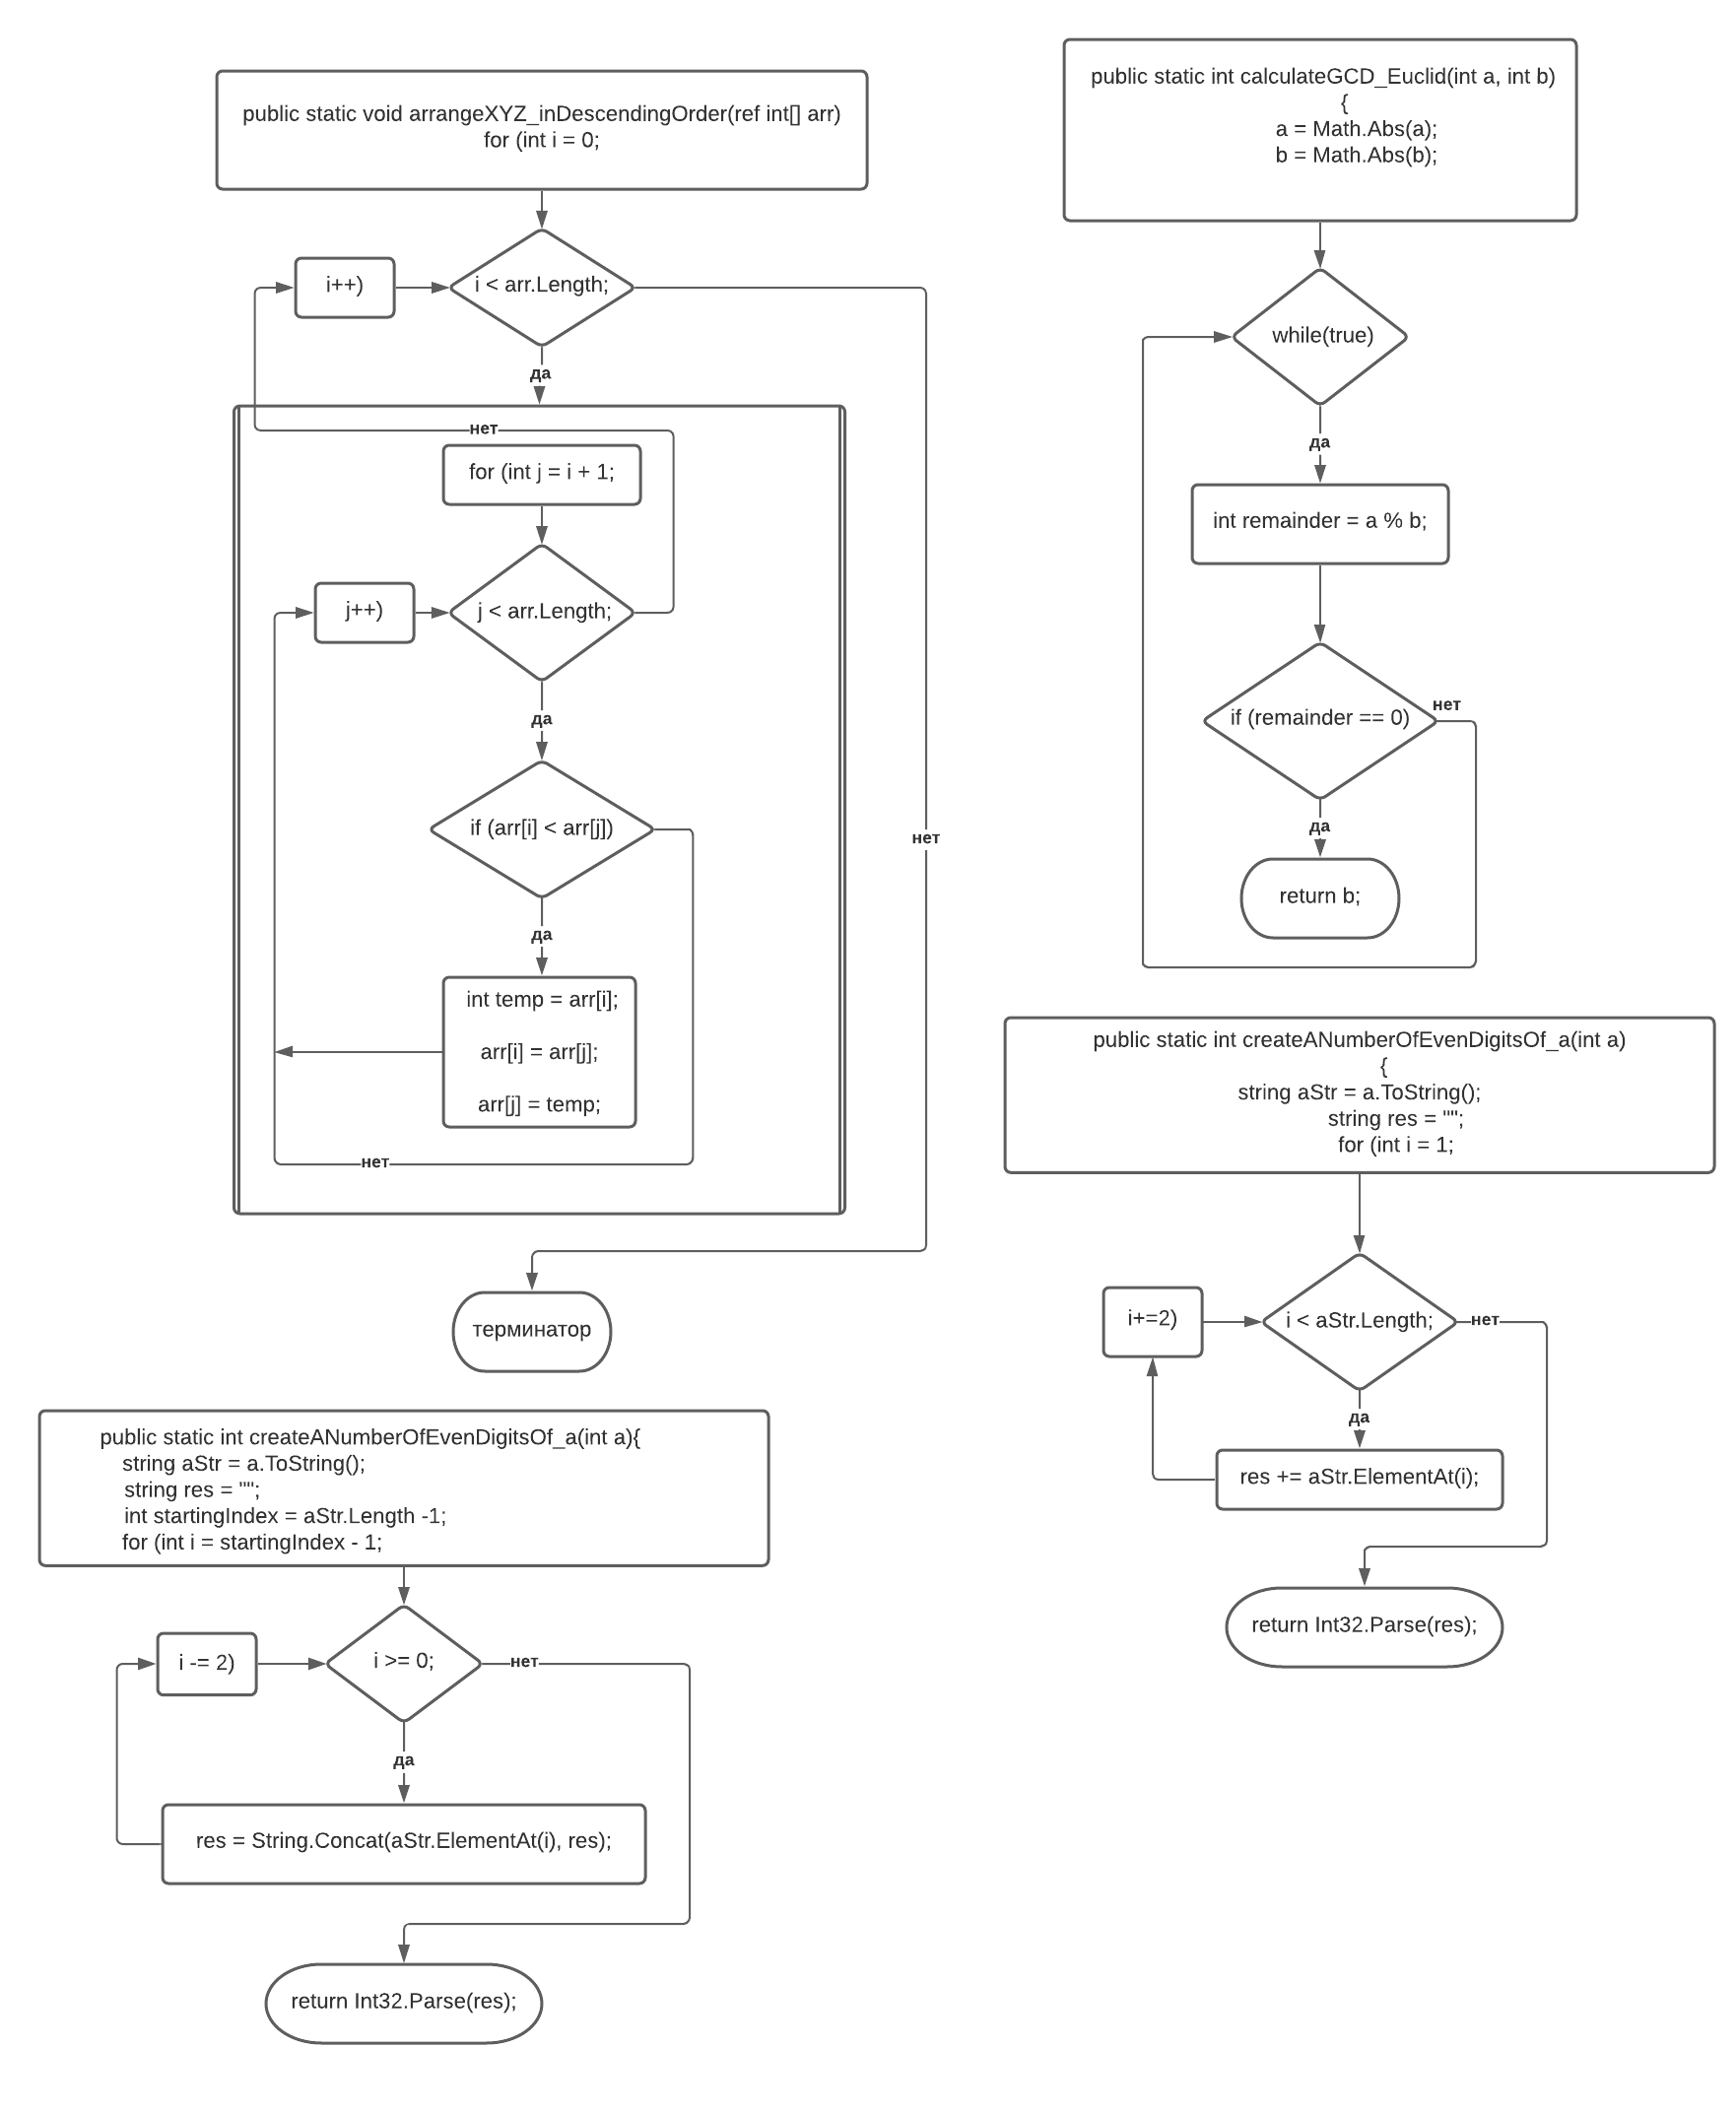 public static void arrangeXYZ_inDescendingOrder(ref int[] arr)
for (int i = 0;
i++)
i < arr.Length;
да
нет
for (int j = i + 1;
j++)
j < arr.Length;
да
if (arr[i] < arr[j])
нет
да
int temp = arr[i];
arr[i] = arr[j];
arr[j] = temp;
нет
терминатор
public static int calculateGCD_Euclid(int a, int b)
{
a = Math.Abs(a);
b = Math.Abs(b);
while(true)
да
int remainder = a % b;
if (remainder == 0)
нет
да
return b;
public static int createANumberOfEvenDigitsOf_a(int a)
{
string aStr = a.ToString();
string res = "";
for (int i = 1;
i+=2)
i < aStr.Length;
нет
да
res += aStr.ElementAt(i);
return Int32.Parse(res);
public static int createANumberOfEvenDigitsOf_a(int a){
string aStr = a.ToString();
string res = "";
int startingIndex = aStr.Length -1;
for (int i = startingIndex - 1;
i -= 2)
i >= 0;
нет
да
res = String.Concat(aStr.ElementAt(i), res);
return Int32.Parse(res);